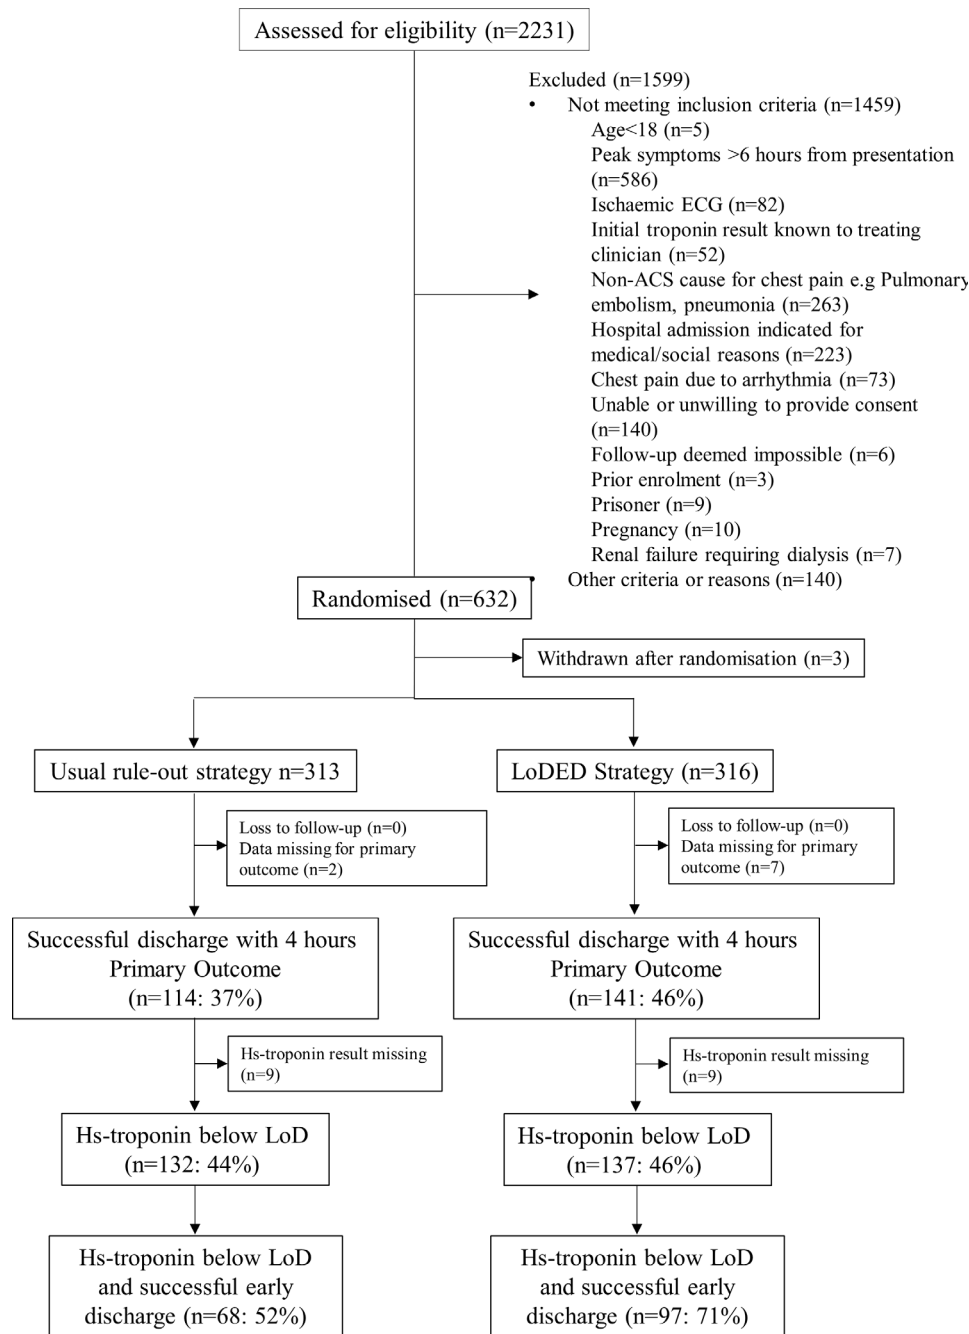 Assessed for eligibility (n=2231)
Excluded (n=1599)
• Not meeting inclusion criteria (n=1459)
Age<18 (n=5)
Peak symptoms >6 hours from presentation
(n=586)
Ischaemic ECG (n=82)
Initial troponin result known to treating
clinician (n=52)
Non-ACS cause for chest pain e.g Pulmonary
embolism, pneumonia (n=263)
Hospital admission indicated for
medical/social reasons (n=223)
Chest pain due to arrhythmia (n=73)
Unable or unwilling to provide consent
(n=140)
Follow-up deemed impossible (n=6)
Prior enrolment (n=3)
Prisoner (n=9)
Pregnancy (n=10)
Renal failure requiring dialysis (n=7)
• Other criteria or reasons (n=140)
Randomised (n=632)
Withdrawn after randomisation (n=3)
Usual rule-out strategy n=313
Loss to follow-up (n=0)
Data missing for primary
outcome (n=2)
Successful discharge with 4 hours
Primary Outcome
(n=114: 37%)
Hs-troponin result missing
(n=9)
Hs-troponin below LoD
(n=132: 44%)
Hs-troponin below LoD
and successful early
discharge (n=68: 52%)
LoDED Strategy (n=316)
Loss to follow-up (n=0)
Data missing for primary
outcome (n=7)
Successful discharge with 4 hours
Primary Outcome
(n=141: 46%)
Hs-troponin result missing
(n=9)
Hs-troponin below LoD
(n=137: 46%)
Hs-troponin below LoD
and successful early
discharge (n=97: 71%)